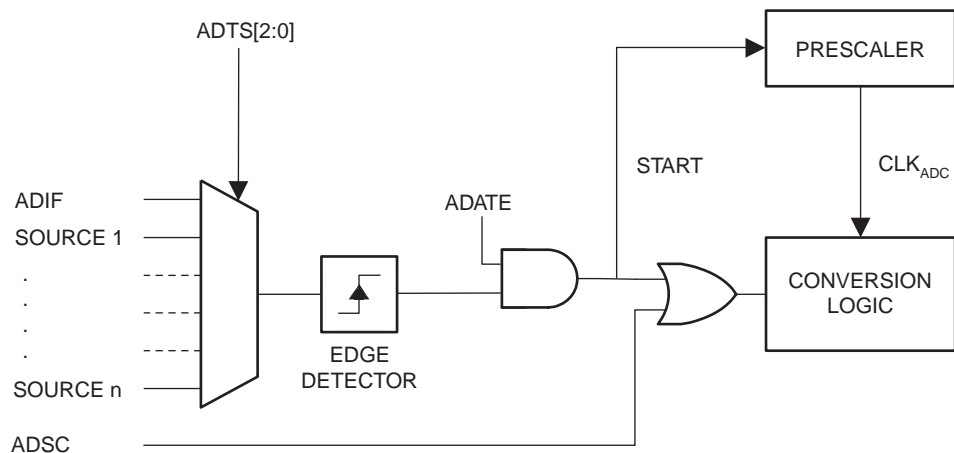 ADTS[2:0]
PRESCALER
START
CLKADC
ADIF
ADATE
SOURCE 1
.
.
.
.
CONVERSION
LOGIC
EDGE
DETECTOR
SOURCE n
ADSC